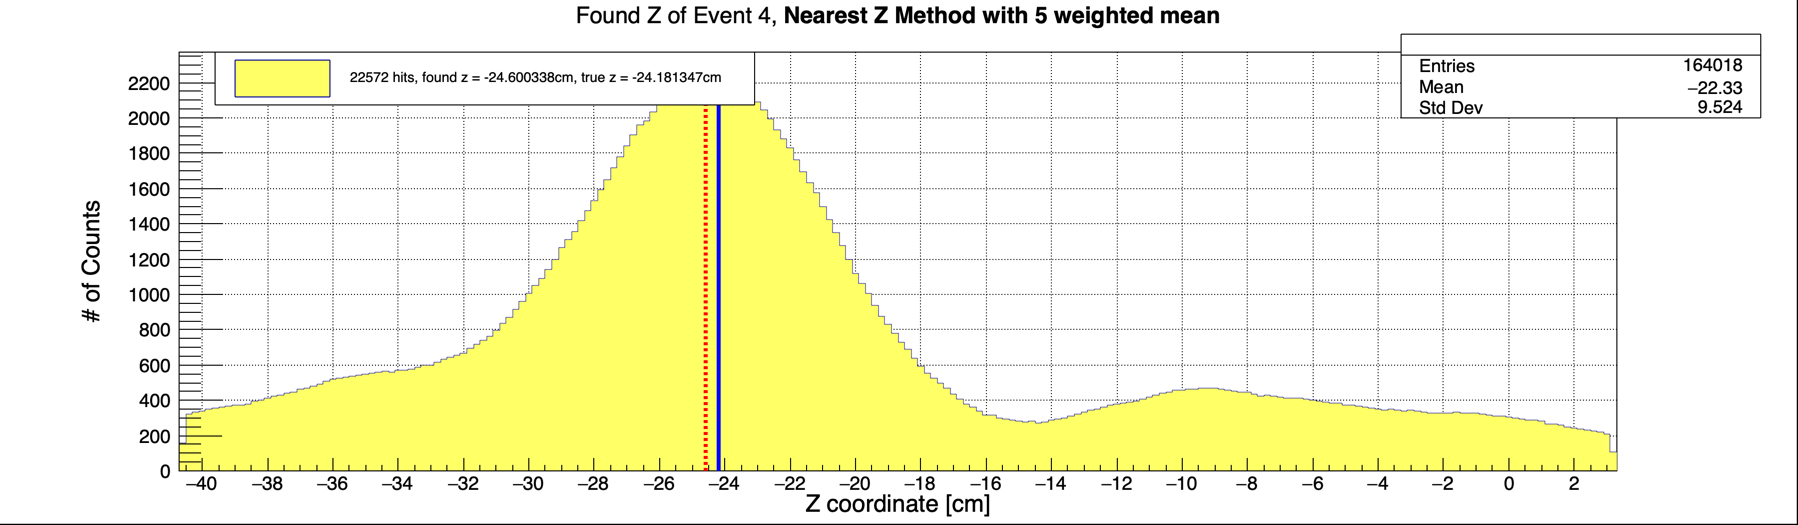 Found Z of Event 4, Nearest Z Method with 5 weighted mean
22572 hits, found z = -24.600338cm, true z = -24.181347cm
Entries 164018
Mean −22.33
Std Dev 9.524
# of Counts
2200
2000
1800
1600
1400
1200
1000
800
600
400
200
0
−40 −38 −36 −34 −32 −30 −28 −26 −24 −22 −20 −18 −16 −14 −12 −10 −8 −6 −4 −2 0 2
Z coordinate [cm]